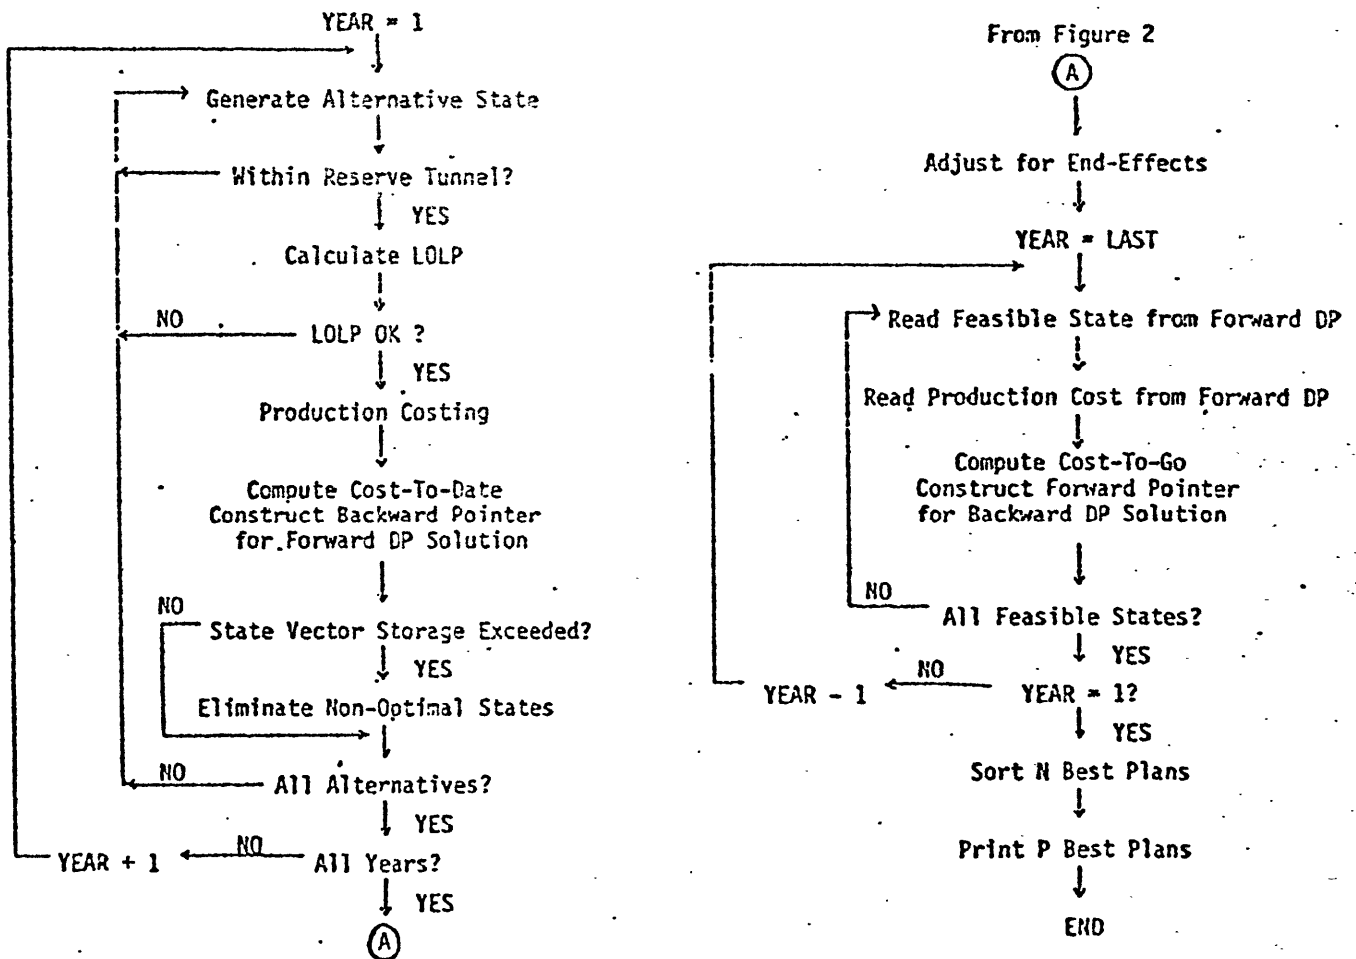 YEAR = 1
Generate Alternative State
Within Reserve Tunnel?
YES
Calculate LOLP
NO
LOLP OK ?
YES
Production Costing
Compute Cost-To-Date
Construct Backward Pointer
for Forward DP Solution
NO
State Vector Storage Exceeded?
YES
Eliminate Non-Optimal States
NO
All Alternatives?
YES
YEAR + 1
NO
All Years?
YES
A
From Figure 2
A
Adjust for End-Effects
YEAR = LAST
Read Feasible State from Forward DP
Read Production Cost from Forward DP
Compute Cost-To-Go
Construct Forward Pointer
for Backward DP Solution
NO
All Feasible States?
YES
YEAR - 1
NO
YEAR = 1?
YES
Sort N Best Plans
Print P Best Plans
END